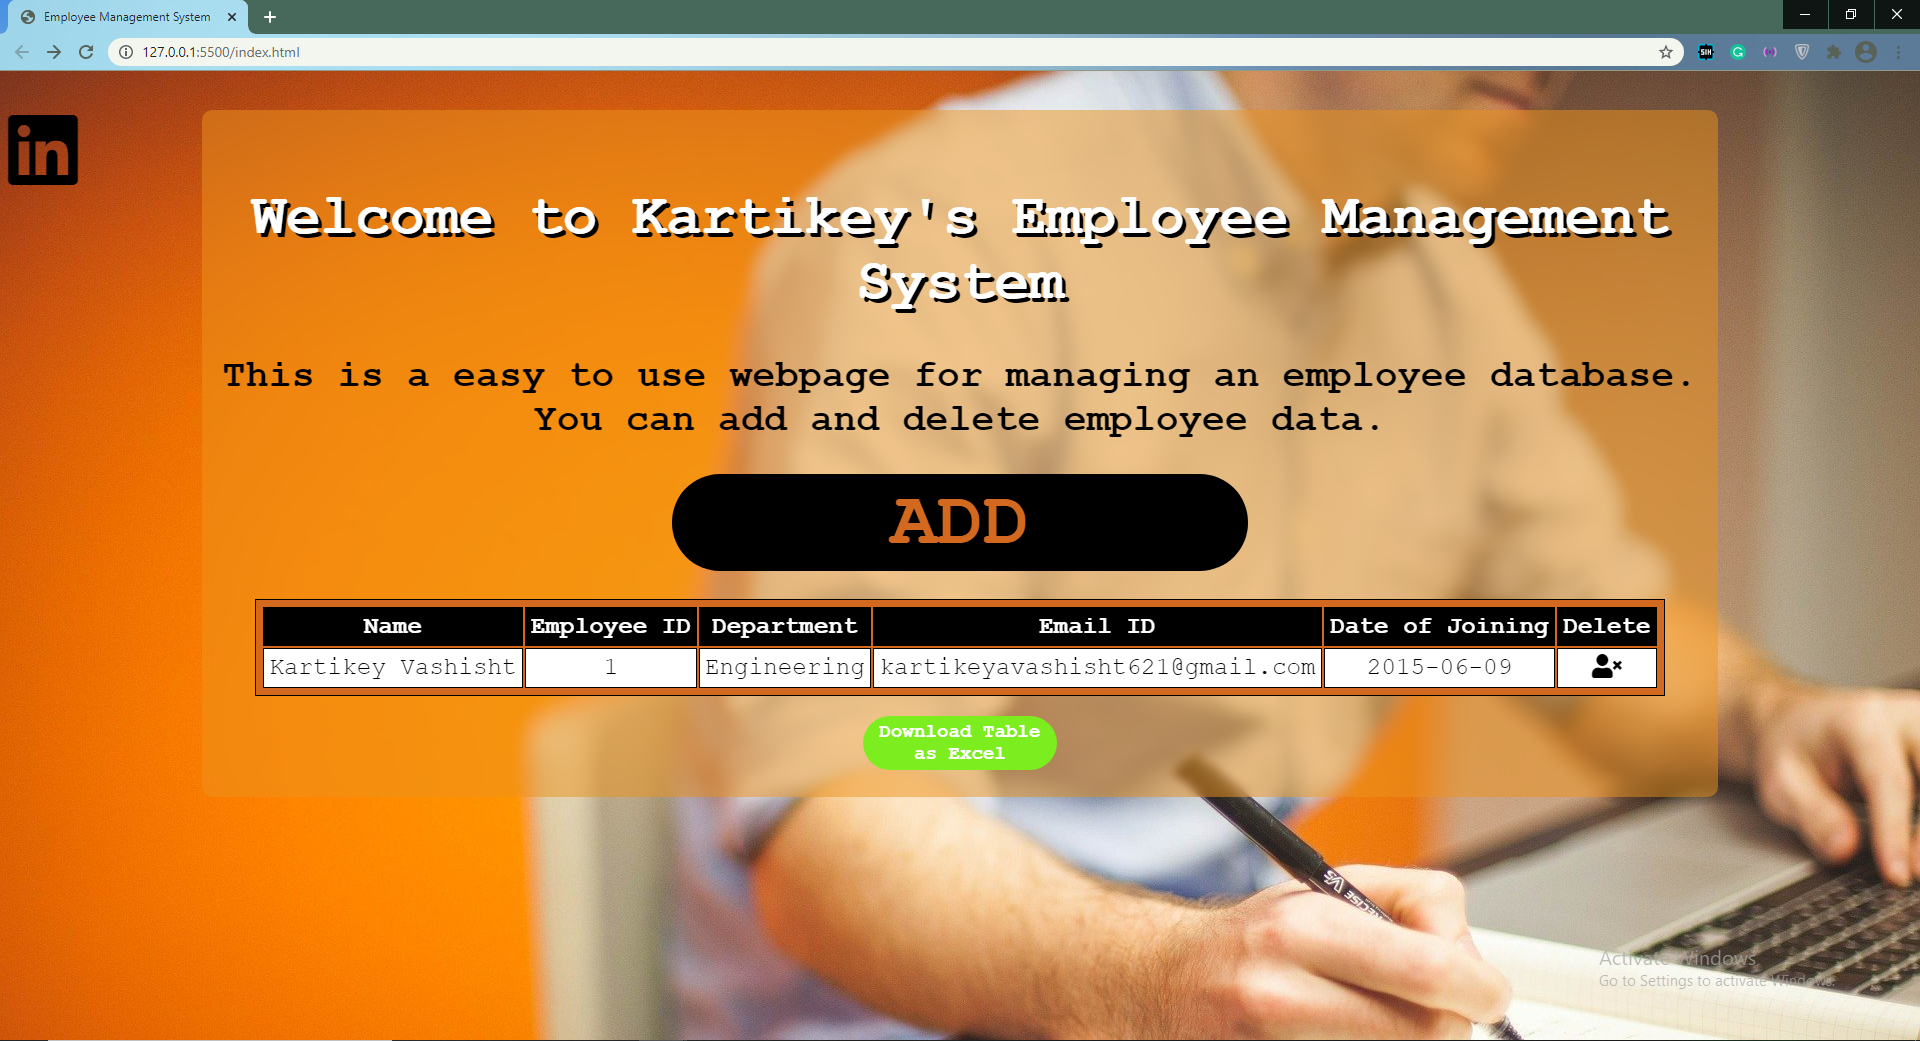 Employee Management System
127.0.0.1:5500/index.html
SIH
in
Welcome to Kartikey's Employee Management
System
This is a easy to use webpage for managing an employee database.
You can add and delete employee data.
ADD
Name Employee ID Department Email ID Date of Joining Delete
Kartikey Vashisht 1 Engineering kartikeyavashisht621@gmail.com 2015-06-09
Download Table
as Excel
Activate Windows
Go to Settings to activate Windows.